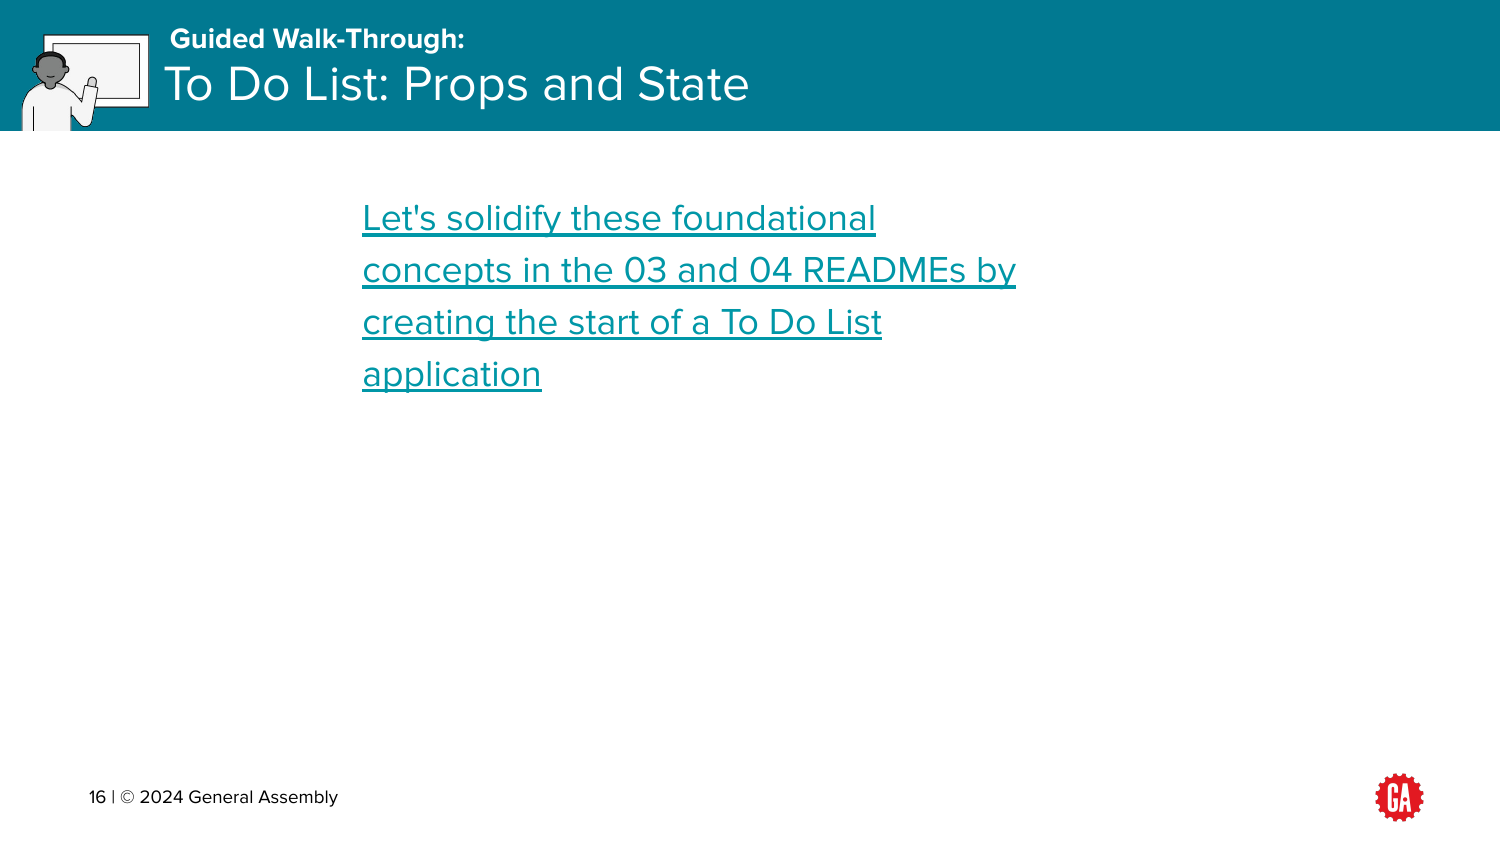 Guided Walk-Through:
To Do List: Props and State
Let's solidify these foundational
concepts in the 03 and 04 READMEs by
creating the start of a To Do List
application
16 | © 2024 General Assembly
GA